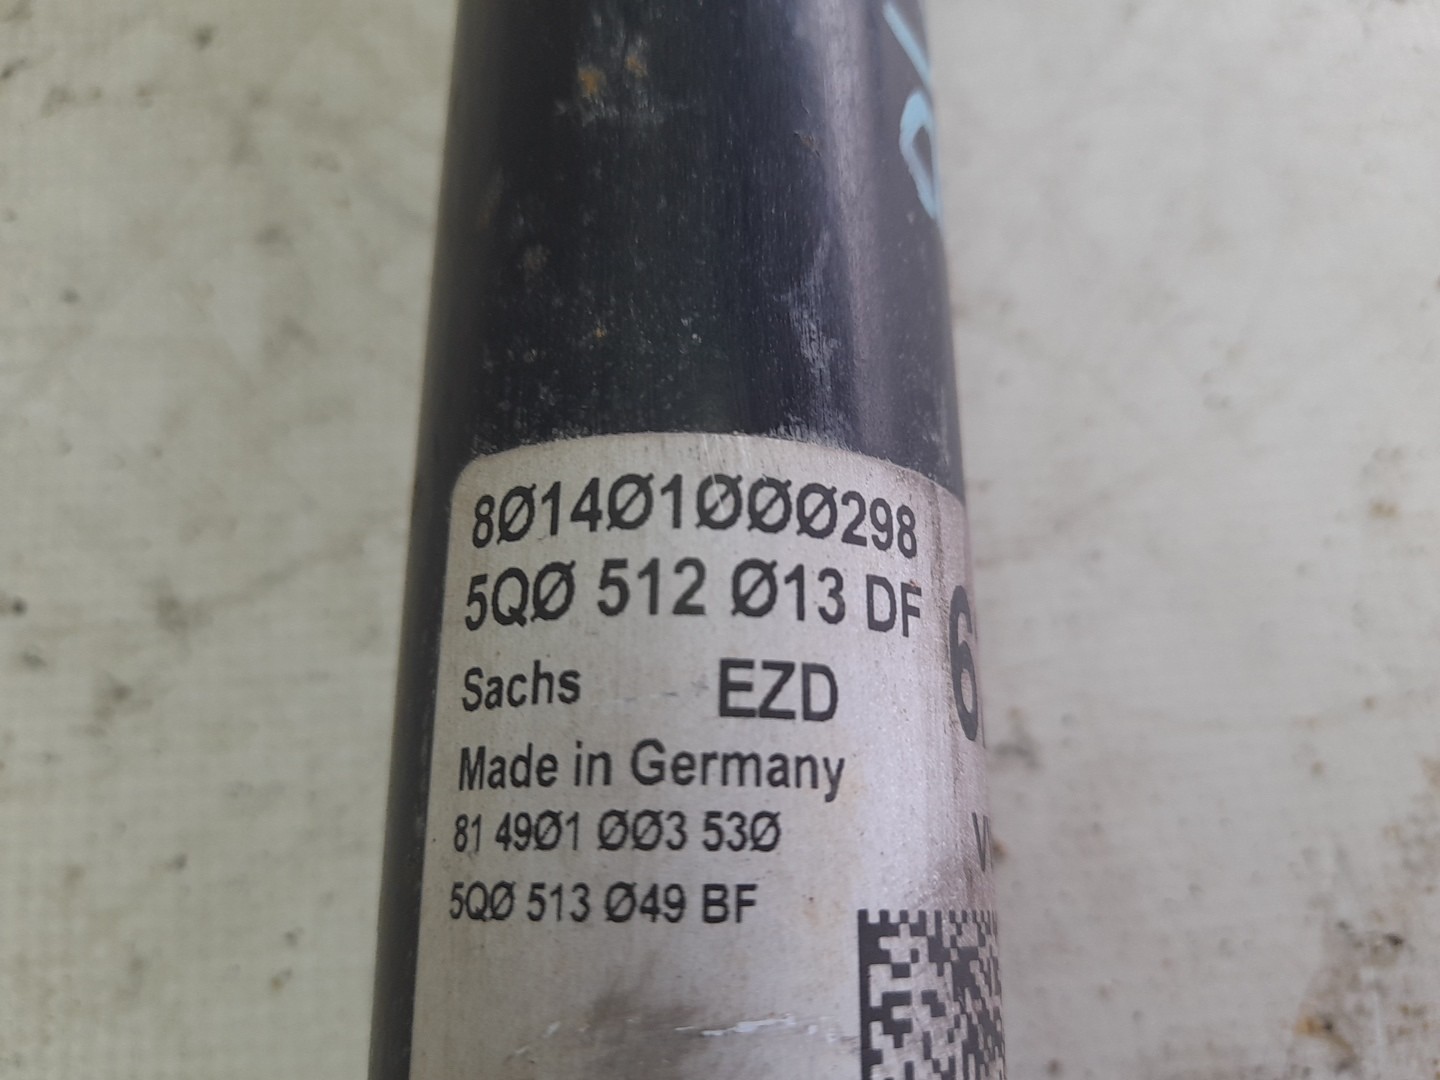 8Ø14Ø1ØØØ298
5QØ 512 Ø13 DF
Sachs EZD
Made in Germany
81 49Ø1 ØØ3 53Ø
5QØ 513 Ø49 BF